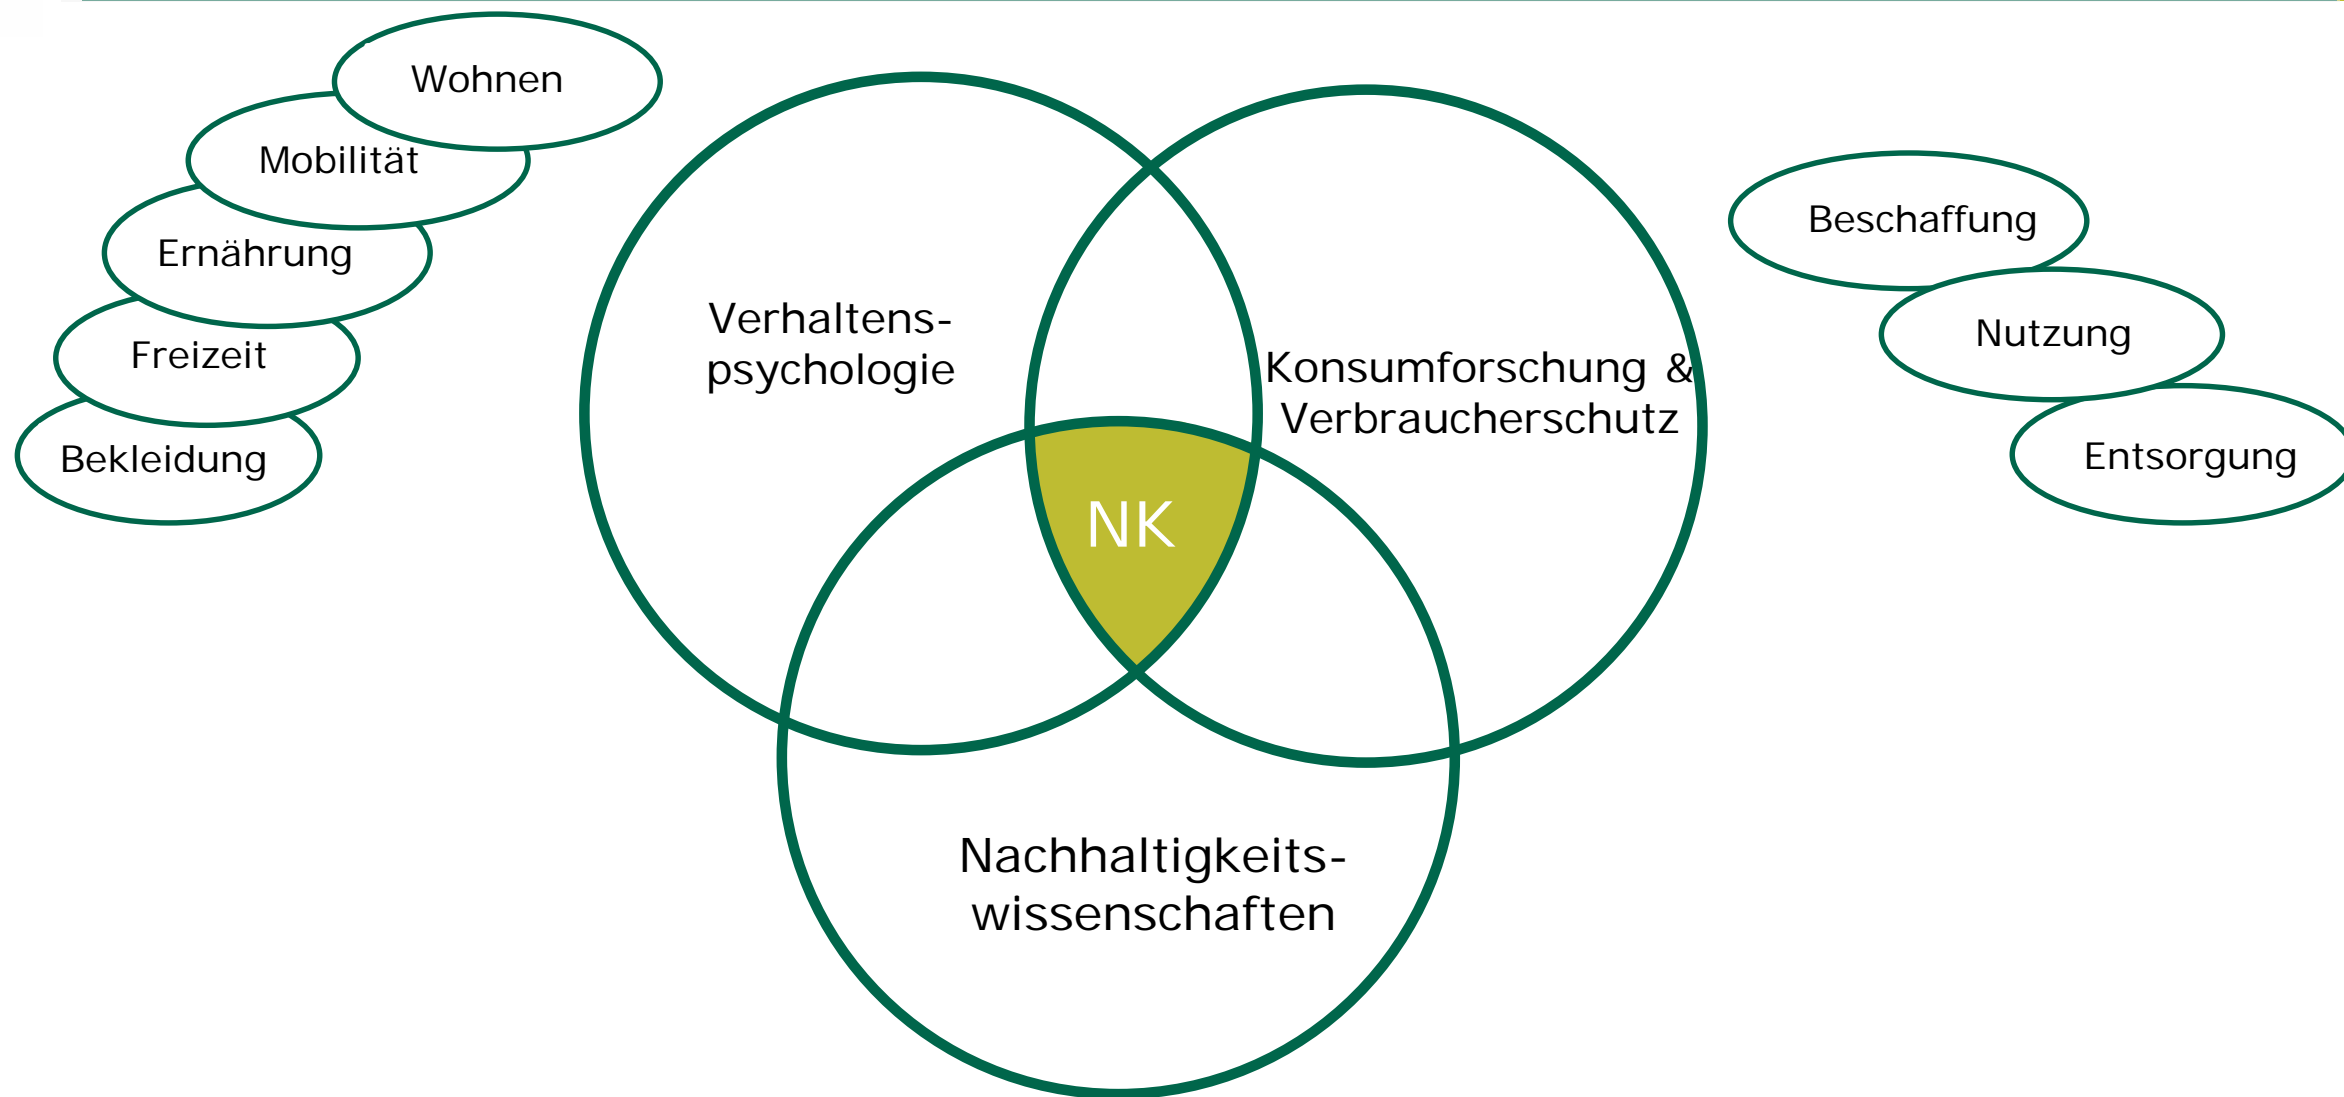 Wohnen
Mobilität
Ernährung
Freizeit
Bekleidung
Verhaltens-
psychologie
Konsumforschung &
Verbraucherschutz
NK
Nachhaltigkeits-
wissenschaften
Beschaffung
Nutzung
Entsorgung